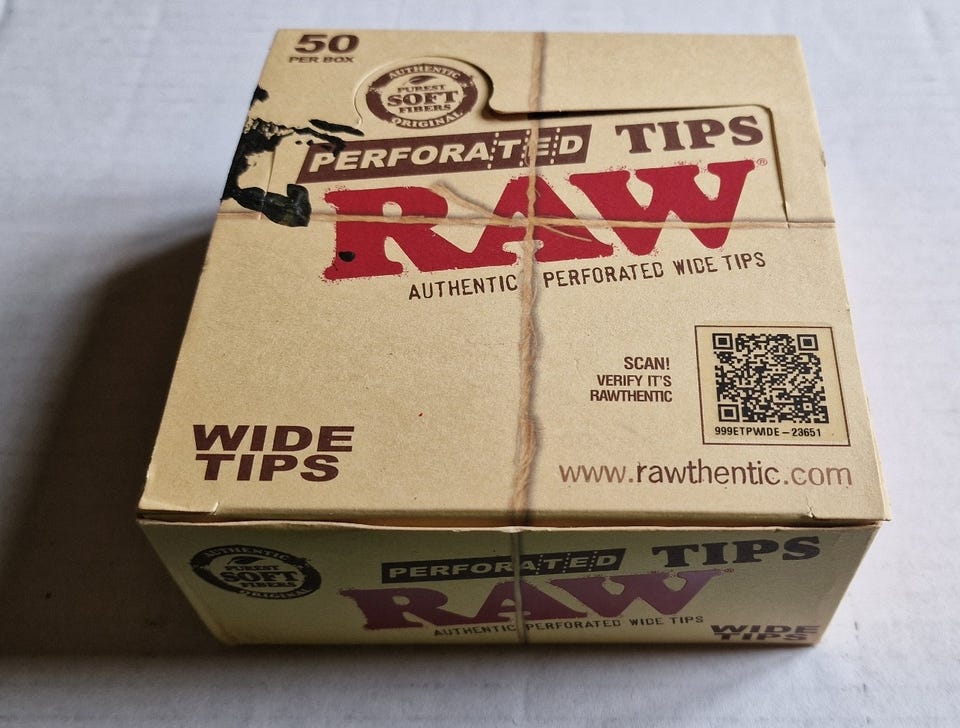 50
PER BOX
AUTHENTIC
PUREST
SOFT
FIBERS
ORIGINAL
PERFORATED TIPS
RAW®
AUTHENTIC PERFORATED WIDE TIPS
SCAN!
VERIFY IT'S
RAWTHENTIC
999ETPWIDE-23651
WIDE
TIPS
www.rawthentic.com
AUTHENTIC
PUREST
SOFT
FIBERS
ORIGINAL
PERFORATED TIPS
RAW
AUTHENTIC PERFORATED WIDE TIPS
WIDE
TIPS